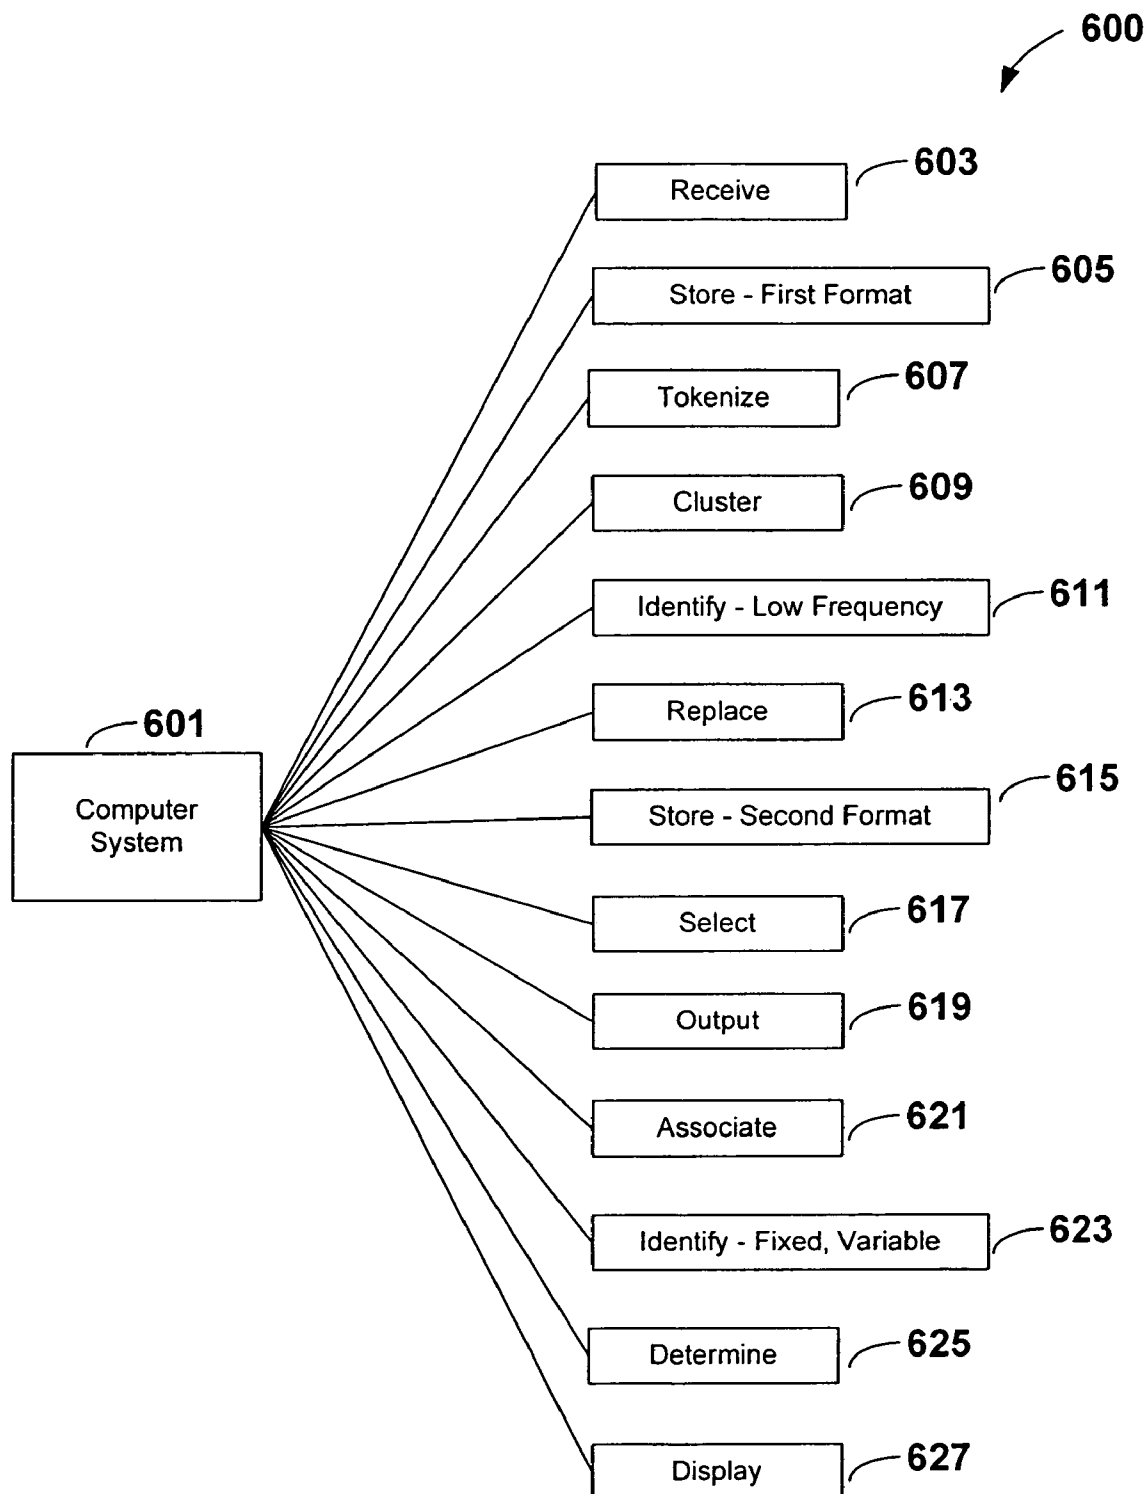 600
603
Receive
605
Store - First Format
607
Tokenize
609
Cluster
611
Identify - Low Frequency
613
Replace
601
Computer
System
615
Store - Second Format
617
Select
619
Output
621
Associate
623
Identify - Fixed, Variable
625
Determine
627
Display